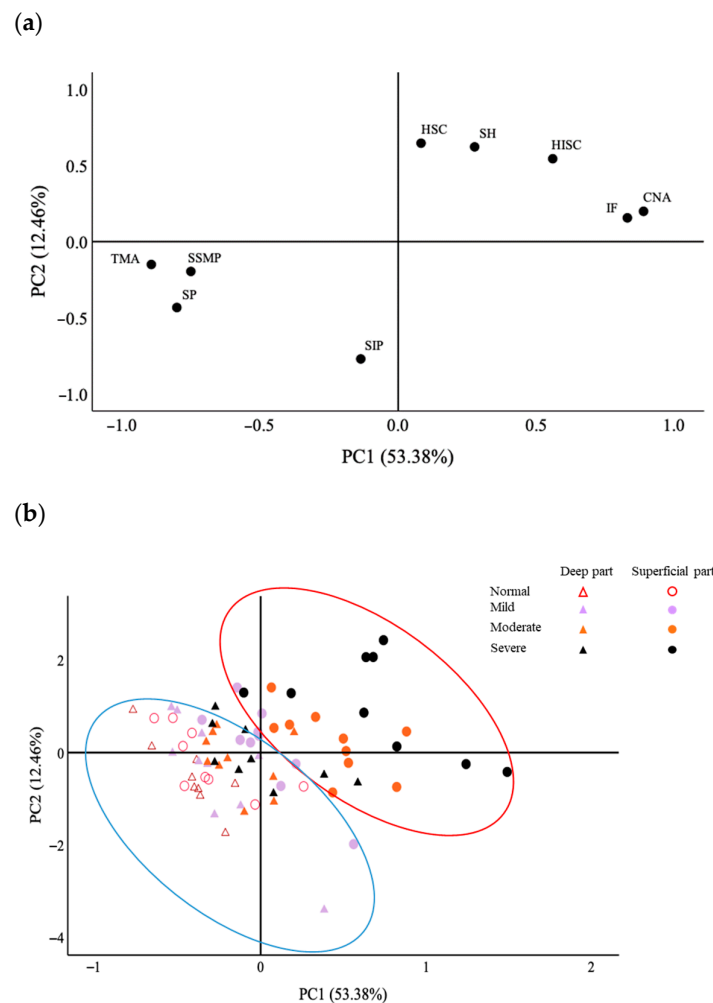 (a)
1.0
0.5
0.0
−0.5
−1.0
PC2 (12.46%)
HSC
SH
HISC
IF
CNA
TMA
SSMP
SP
SIP
−1.0
−0.5
0.0
0.5
1.0
PC1 (53.38%)
(b)
Deep part
Superficial part
Normal
Mild
Moderate
Severe
2
0
−2
−4
PC2 (12.46%)
−1
0
1
2
PC1 (53.38%)